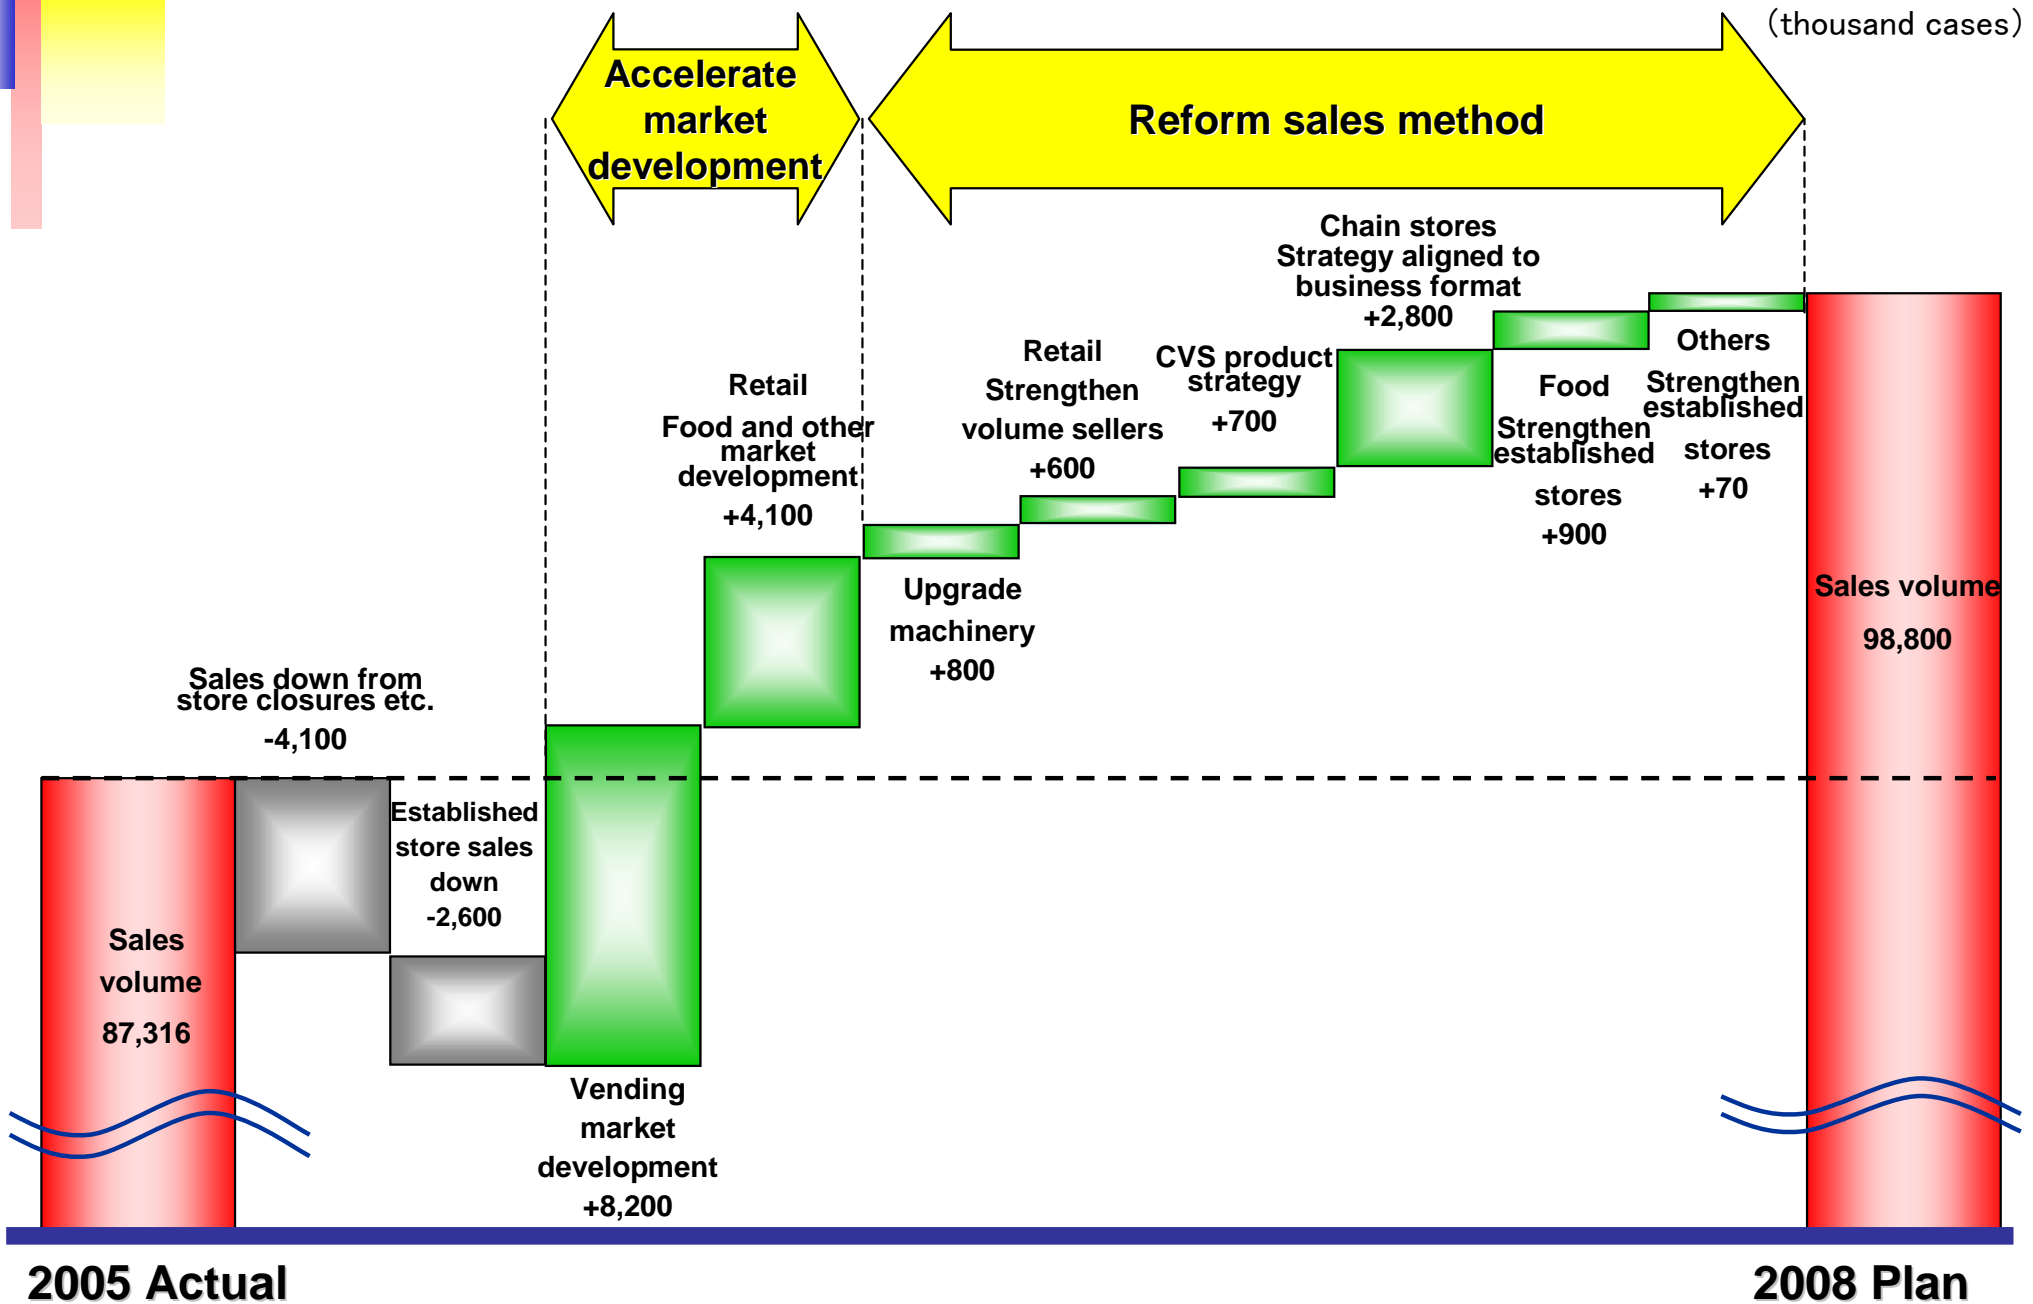 （thousand cases）
Accelerate
market
development
Reform sales method
Chain stores
Strategy aligned to
business format
+2,800
Retail
Strengthen
volume sellers
+600
CVS product
strategy
+700
Others
Strengthen
established
stores
+70
Food
Strengthen
established
stores
+900
Retail
Food and other
market
development
+4,100
Upgrade
machinery
+800
Sales volume
98,800
Sales down from
store closures etc.
-4,100
Established
store sales
down
-2,600
Sales
volume
87,316
Vending
market
development
+8,200
2005 Actual
2008 Plan